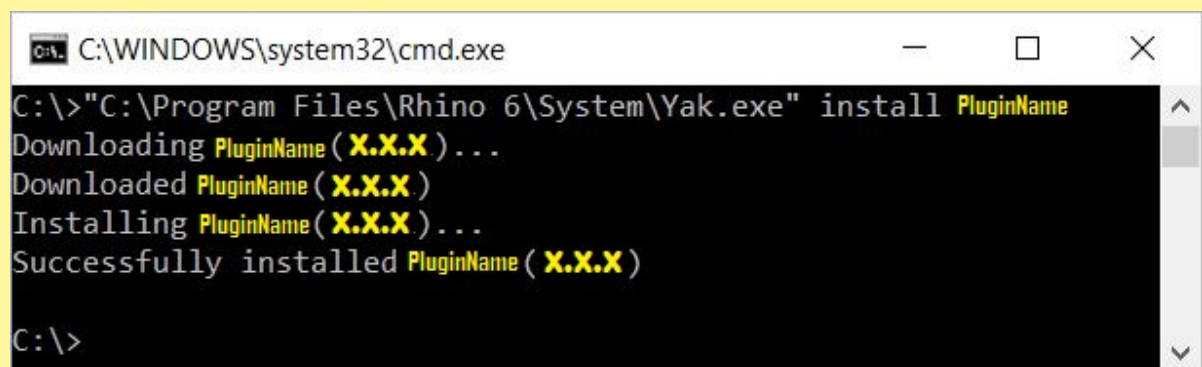 C:\WINDOWS\system32\cmd.exe
C:\>"C:\Program Files\Rhino 6\System\Yak.exe" install PluginName
Downloading PluginName (X.X.X)...
Downloaded PluginName (X.X.X)
Installing PluginName (X.X.X)...
Successfully installed PluginName (X.X.X)
C:\>